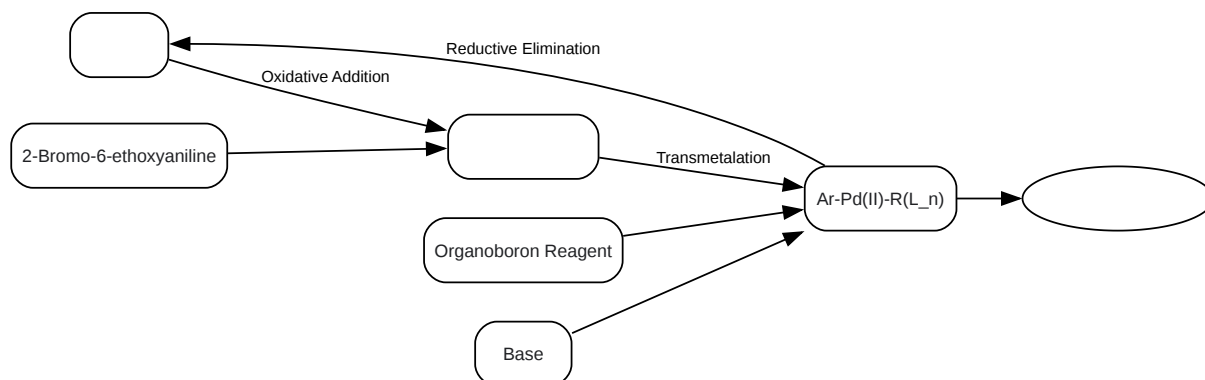 Reductive Elimination
Oxidative Addition
2-Bromo-6-ethoxyaniline
Transmetalation
Ar-Pd(II)-R(L_n)
Organoboron Reagent
Base